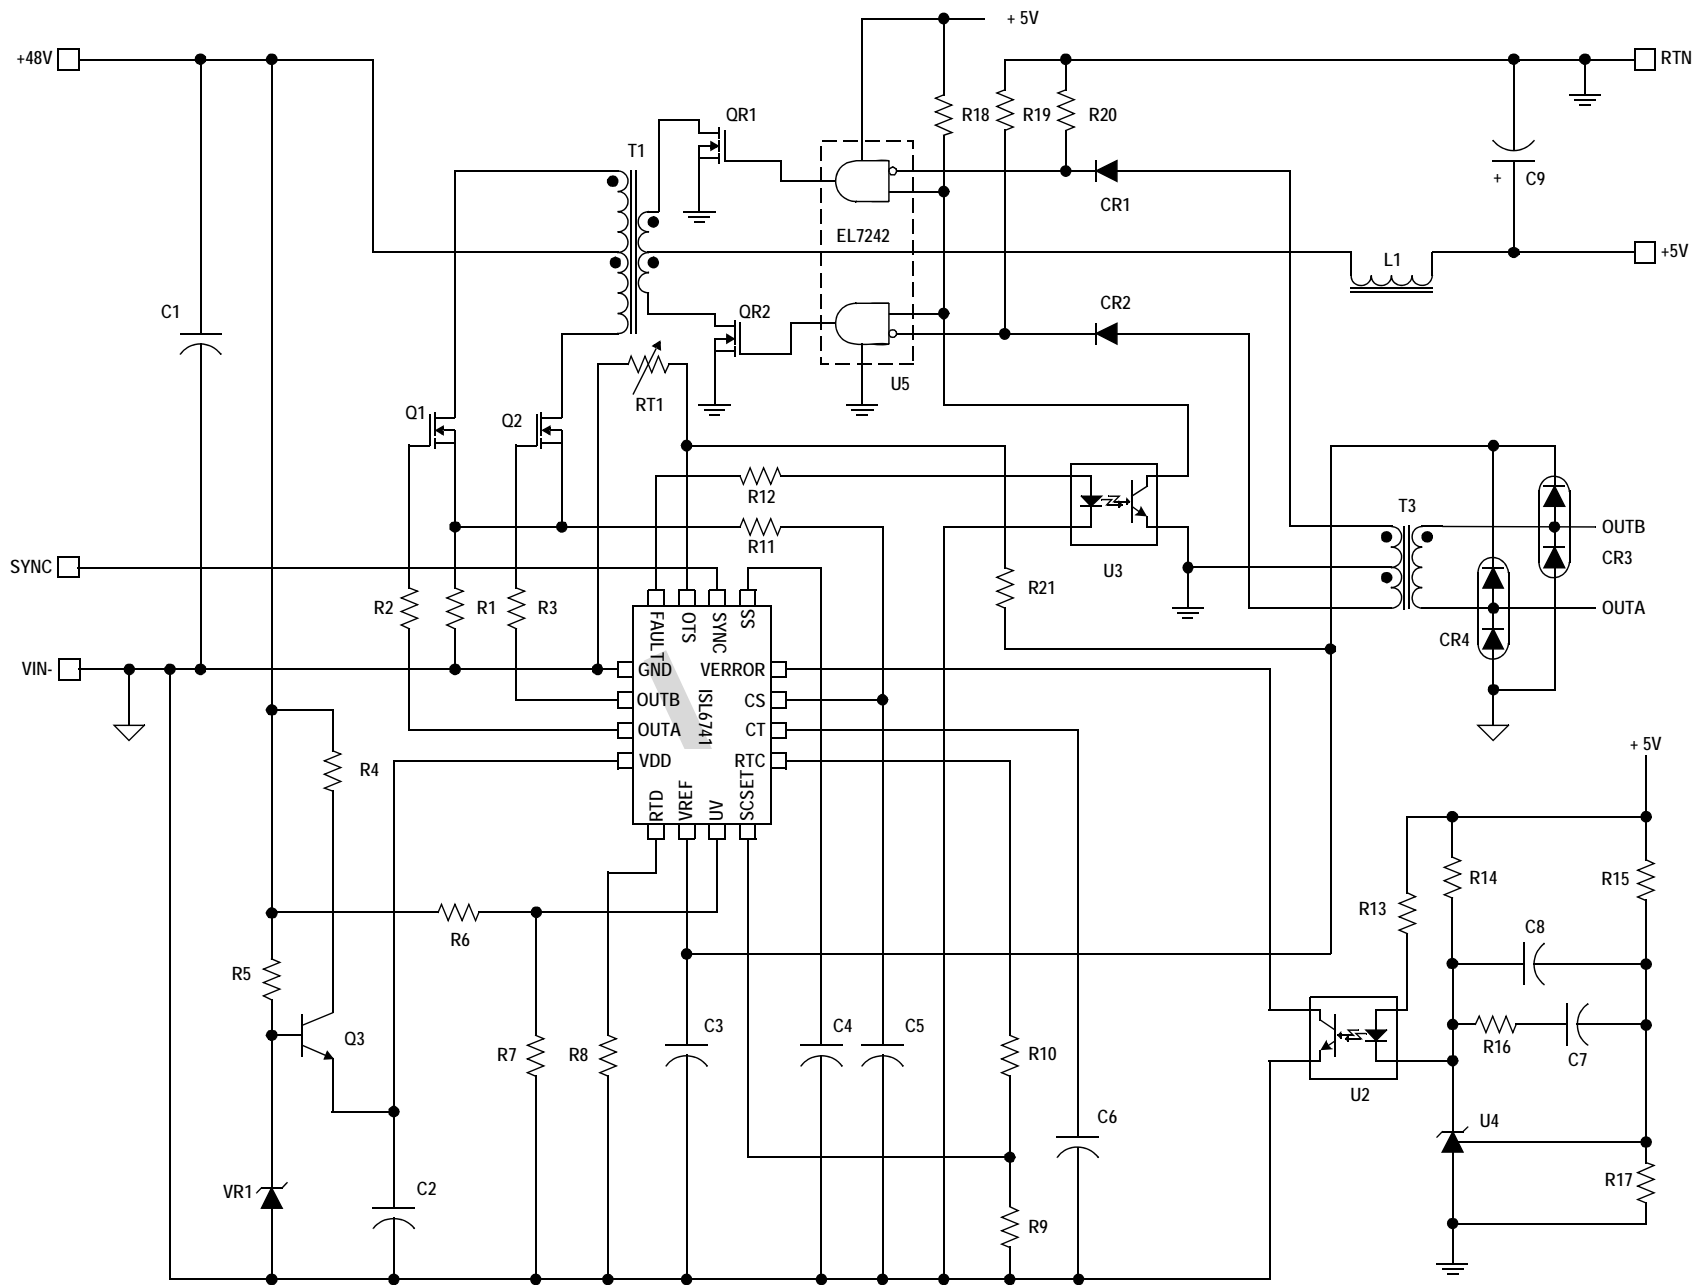 + 5V
+48V
RTN
QR1
R18
R19
R20
T1
C9
+
CR1
EL7242
+5V
L1
C1
QR2
CR2
U5
RT1
Q1
Q2
R12
T3
OUTB
R11
CR3
SYNC
U3
R21
R2
R1
R3
OUTA
FAULT
OTS
SYNC
SS
CR4
VIN-
GND
VERROR
OUTB
ISL6741
CS
OUTA
CT
+ 5V
VDD
RTC
R4
RTD
VREF
UV
SCSET
R14
R15
R13
R6
C8
R5
Q3
C3
C4
C5
R7
R8
R10
R16
C7
U2
C6
U4
VR1
C2
R17
R9